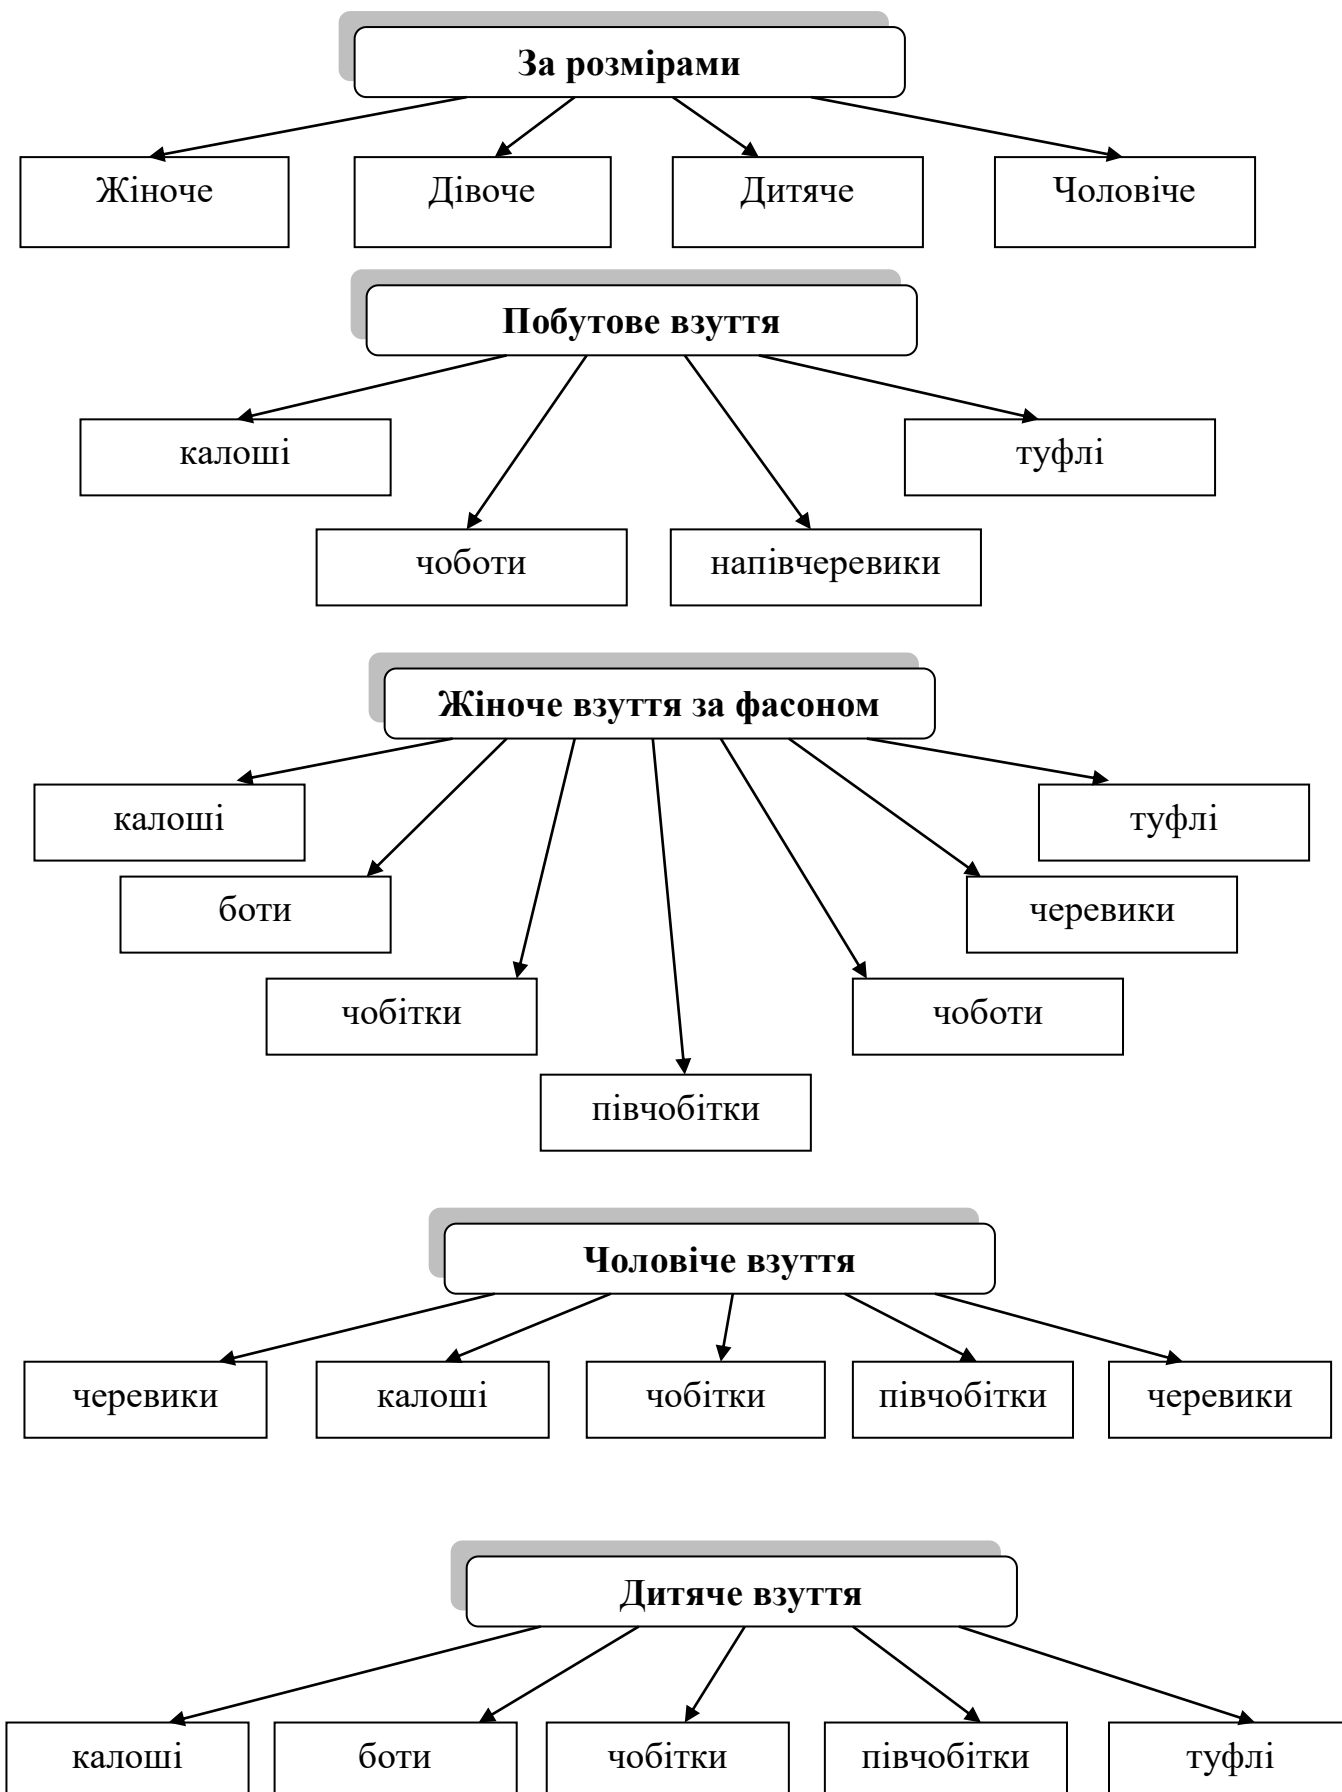 За розмірами
Жіноче
Дівоче
Дитяче
Чоловіче
Побутове взуття
калоші
туфлі
чоботи
напівчеревики
Жіноче взуття за фасоном
калоші
туфлі
боти
черевики
чобітки
чоботи
півчобітки
Чоловіче взуття
черевики
калоші
чобітки
півчобітки
черевики
Дитяче взуття
калоші
боти
чобітки
півчобітки
туфлі